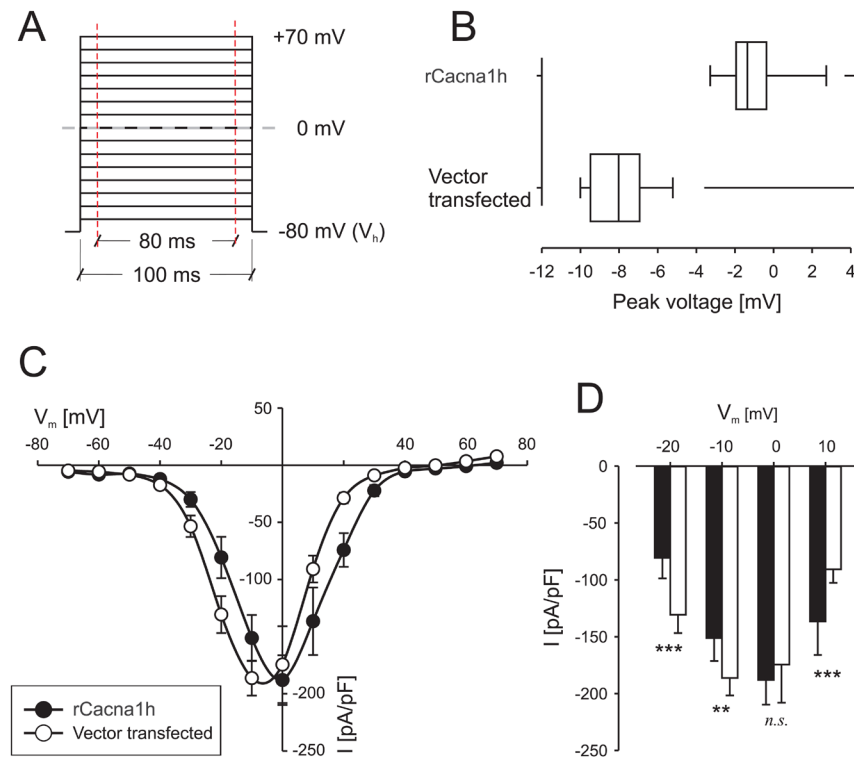 A
+70 mV
0 mV
-80 mV (Vh)
80 ms
100 ms
B
rCacna1h
Vector
transfected
-12 -10 -8 -6 -4 -2 0 2 4
Peak voltage [mV]
C
Vm [mV]
50
-80 -60 -40 -20 0 20 40 60 80
-50
-100
-200
-250
I [pA/pF]
rCacna1h
Vector transfected
D
Vm [mV]
-20 -10 0 10
0
-50
-100
-150
-200
-250
I [pA/pF]
***
**
n.s.
***